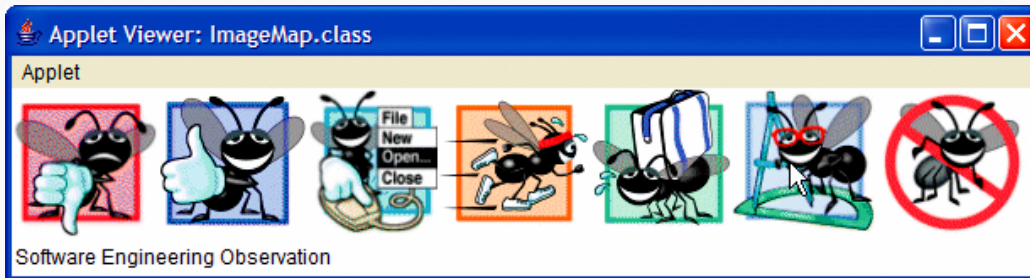 Applet Viewer: ImageMap.class
Applet
File
New
Open...
Close
Software Engineering Observation